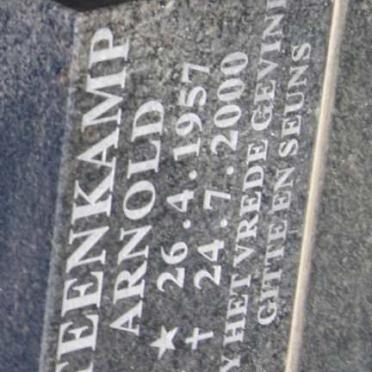 TEENKAMP
ARNOLD
★ 26.4.1957
✝ 24.7.2000
Y HET VREDE GEVIN
GITTE EN SEUNS